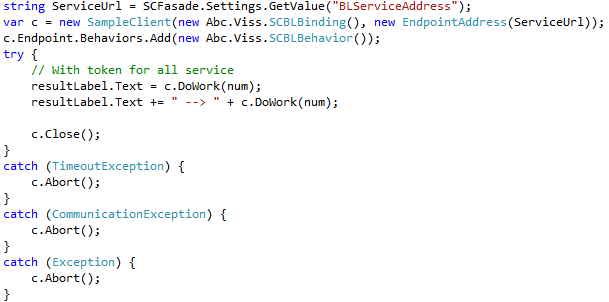 string ServiceUrl = SCFasade.Settings.GetValue("BLServiceAddress");
var c = new SampleClient(new Abc.Viss.SCBLBinding(), new EndpointAddress(ServiceUrl));
c.Endpoint.Behaviors.Add(new Abc.Viss.SCBLBehavior());
try {
    // With token for all service
    resultLabel.Text = c.DoWork(num);
    resultLabel.Text += " --> " + c.DoWork(num);

    c.Close();
}
catch (TimeoutException) {
    c.Abort();
}
catch (CommunicationException) {
    c.Abort();
}
catch (Exception) {
    c.Abort();
}